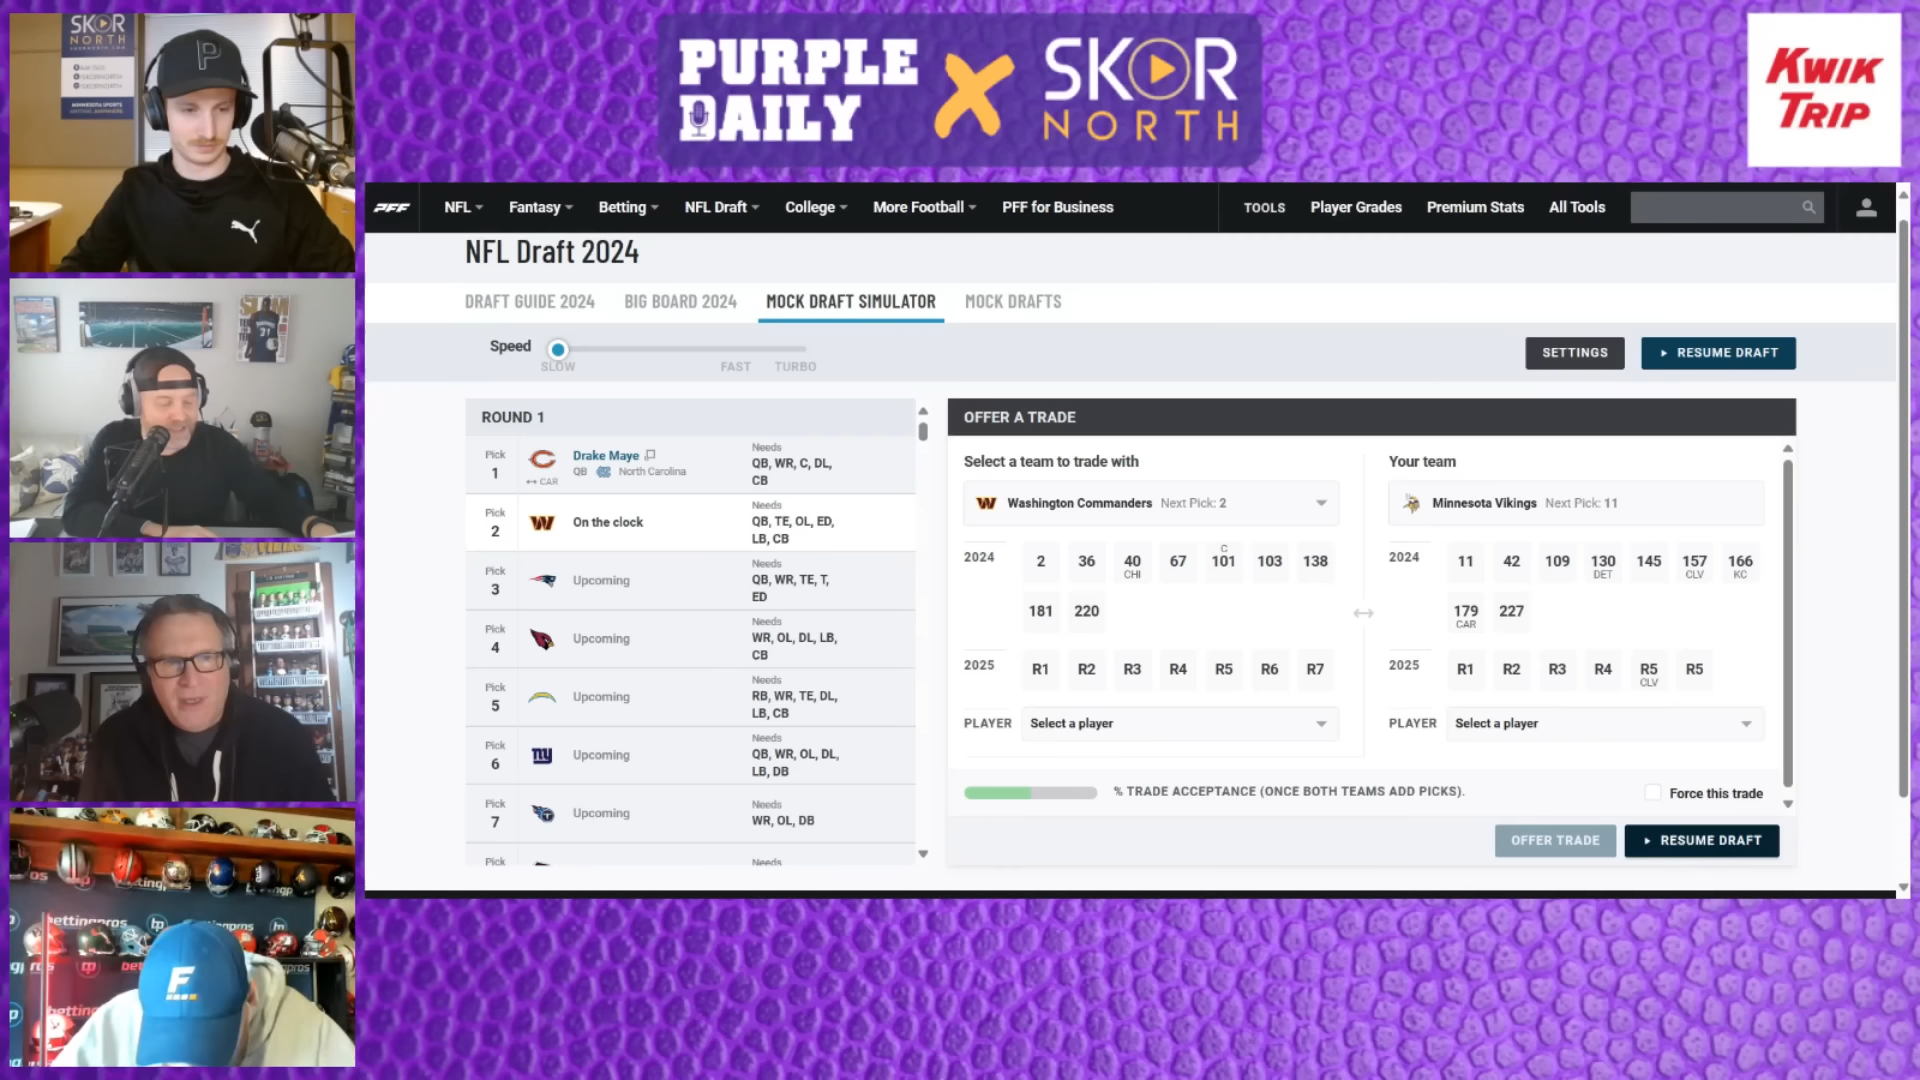 SKOR
NORTH
MINNESOTA SPORTS
P
PURPLE
DAILY
X
SKOR
NORTH
KWIK
TRIP
PFF
NFL
Fantasy
Betting
NFL Draft
College
More Football
PFF for Business
TOOLS
Player Grades
Premium Stats
All Tools
NFL Draft 2024
DRAFT GUIDE 2024
BIG BOARD 2024
MOCK DRAFT SIMULATOR
MOCK DRAFTS
Speed
SLOW
FAST
TURBO
SETTINGS
RESUME DRAFT
ROUND 1
Pick
1
↔ CAR
Drake Maye
QB North Carolina
Needs
QB, WR, C, DL,
CB
Pick
2
On the clock
Needs
QB, TE, OL, ED,
LB, CB
Pick
3
Upcoming
Needs
QB, WR, TE, T,
ED
Pick
4
Upcoming
Needs
WR, OL, DL, LB,
CB
Pick
5
Upcoming
Needs
RB, WR, TE, DL,
LB, CB
Pick
6
ny
Upcoming
Needs
QB, WR, OL, DL,
LB, DB
Pick
7
Upcoming
Needs
WR, OL, DB
Pick
Needs
OFFER A TRADE
Select a team to trade with
Washington Commanders Next Pick: 2
2024
2 36 40 67 101 103 138
CHI C
181 220
2025
R1 R2 R3 R4 R5 R6 R7
PLAYER
Select a player
Your team
Minnesota Vikings Next Pick: 11
2024
11 42 109 130 145 157 166
DET CLV KC
179 227
CAR
2025
R1 R2 R3 R4 R5 R5
CLV
PLAYER
Select a player
% TRADE ACCEPTANCE (ONCE BOTH TEAMS ADD PICKS).
Force this trade
OFFER TRADE
RESUME DRAFT
bettingpros
bp
bettingpros
F